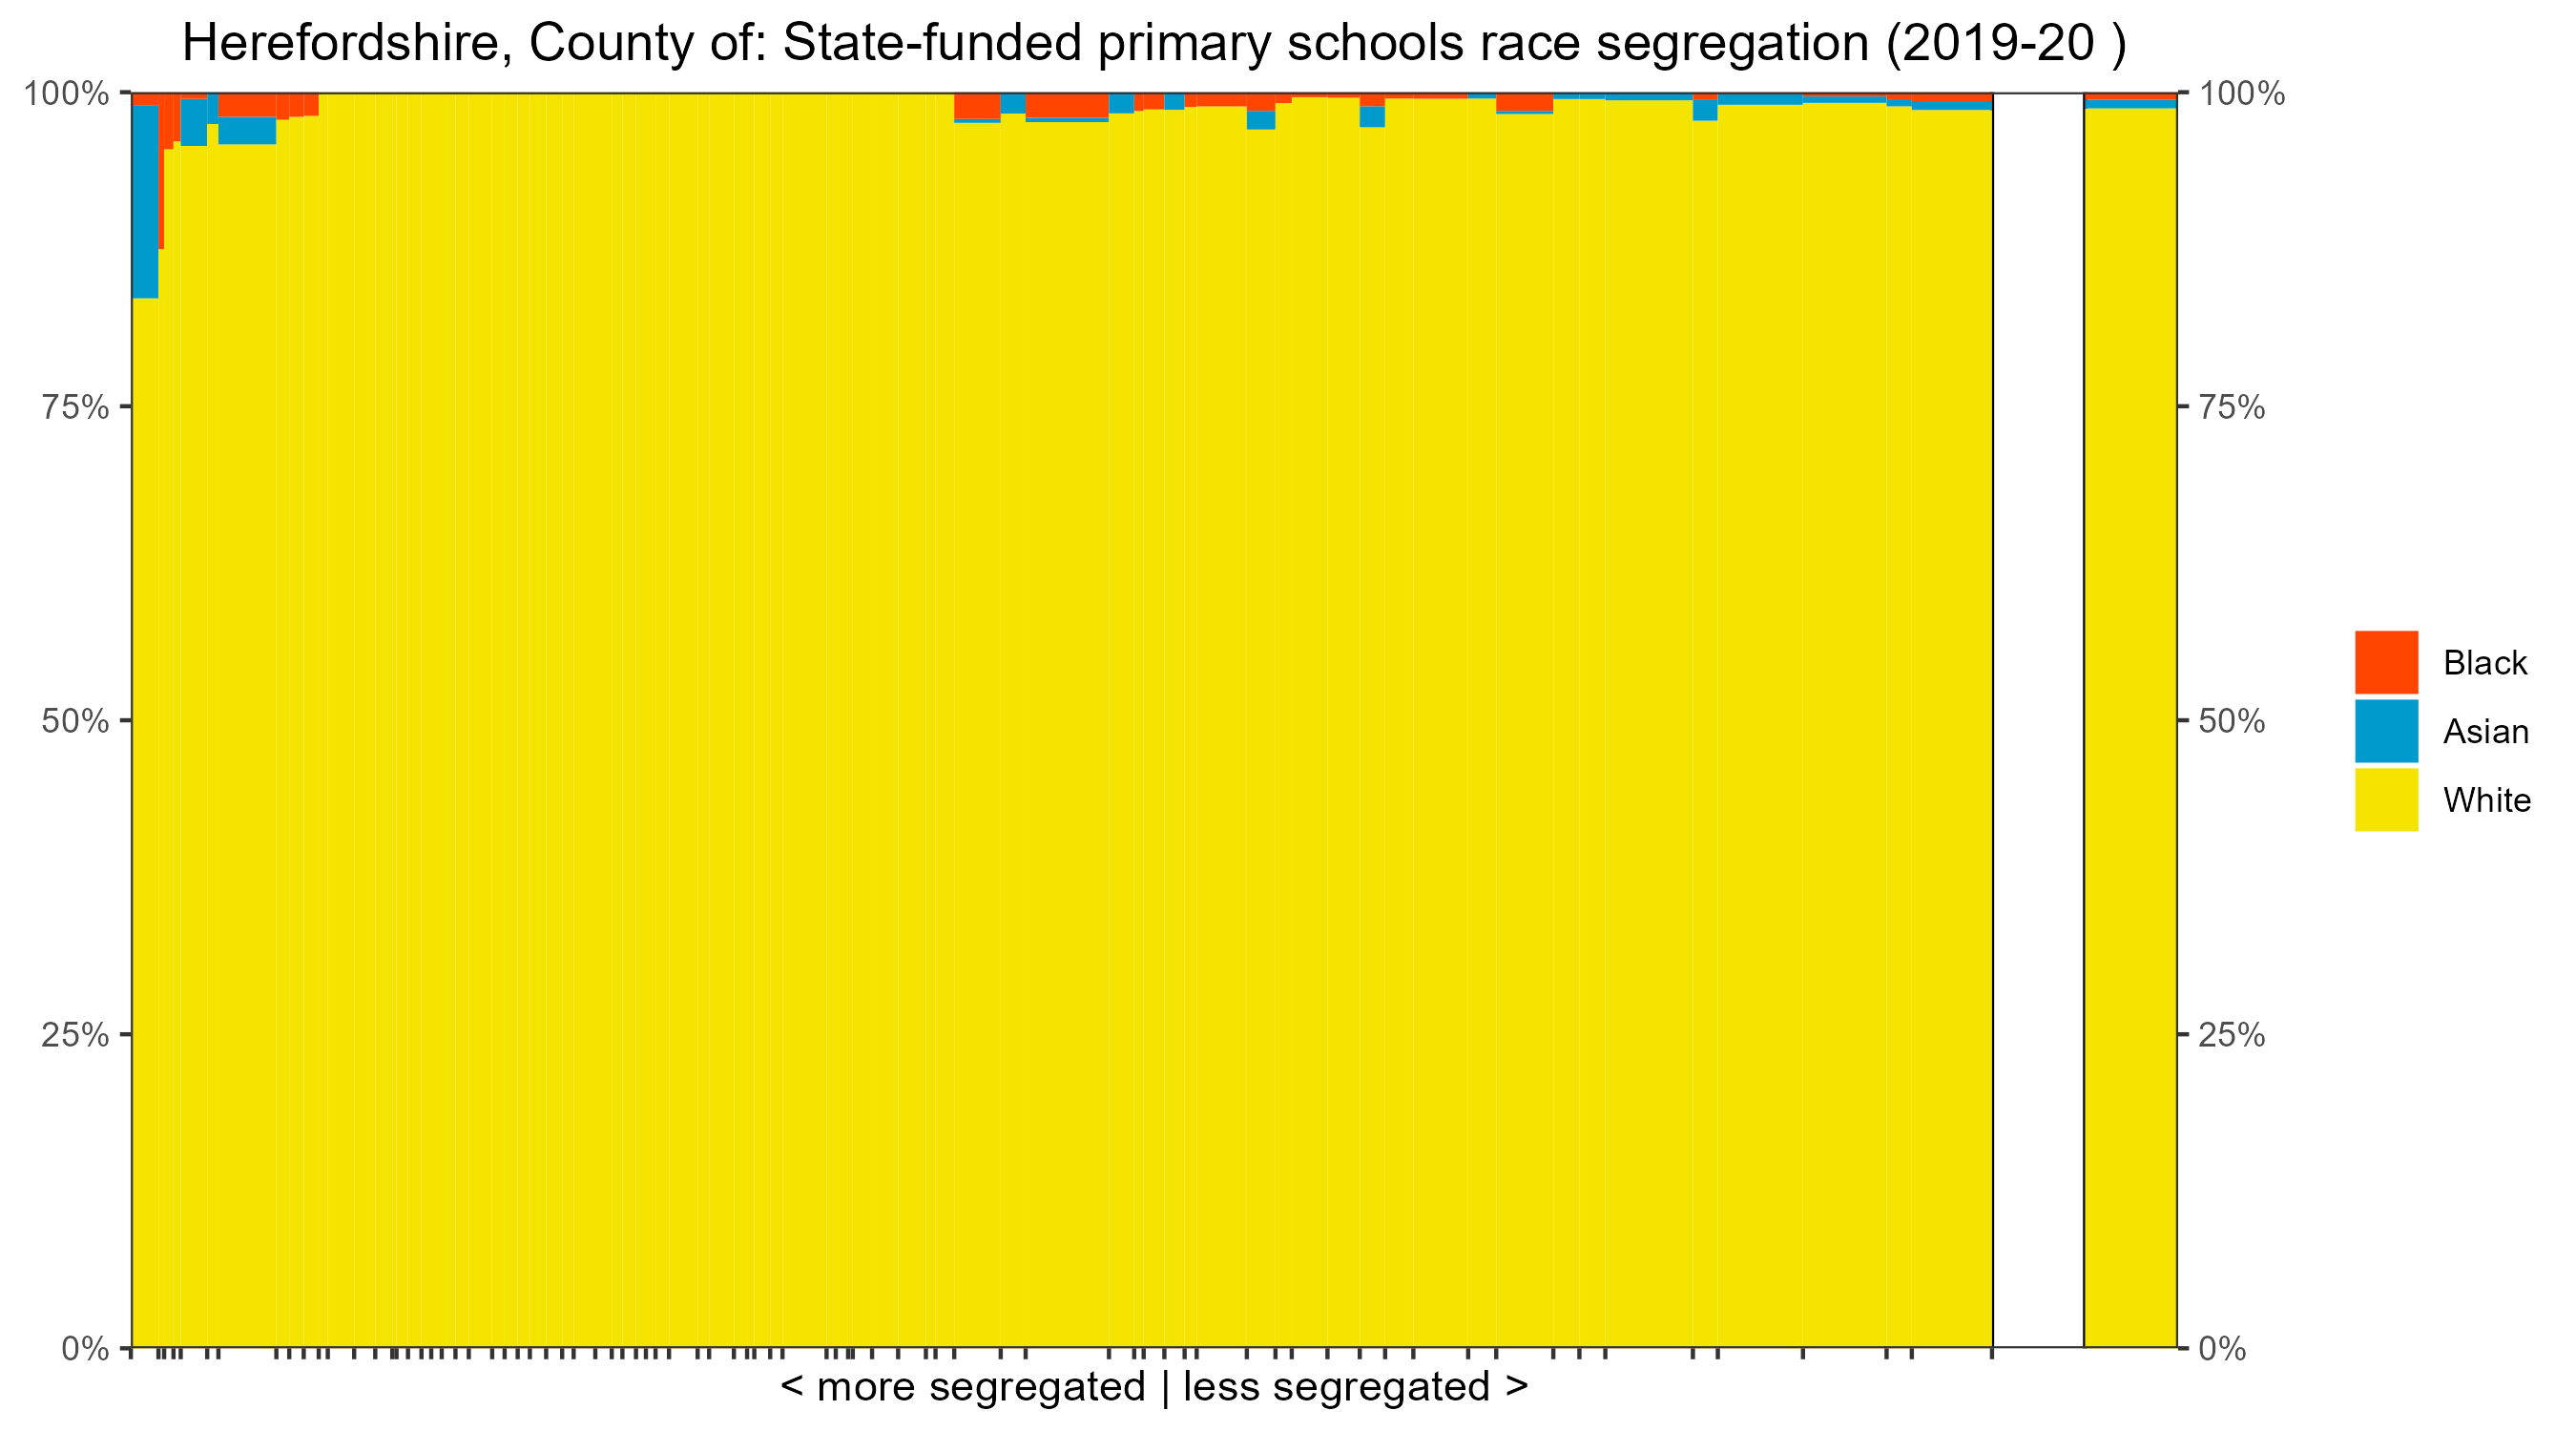 Herefordshire, County of: State-funded primary schools race segregation (2019-20 )
100%
100%
75%
75%
50%
50%
25%
25%
0%
0%
Black
Asian
White
< more segregated | less segregated >